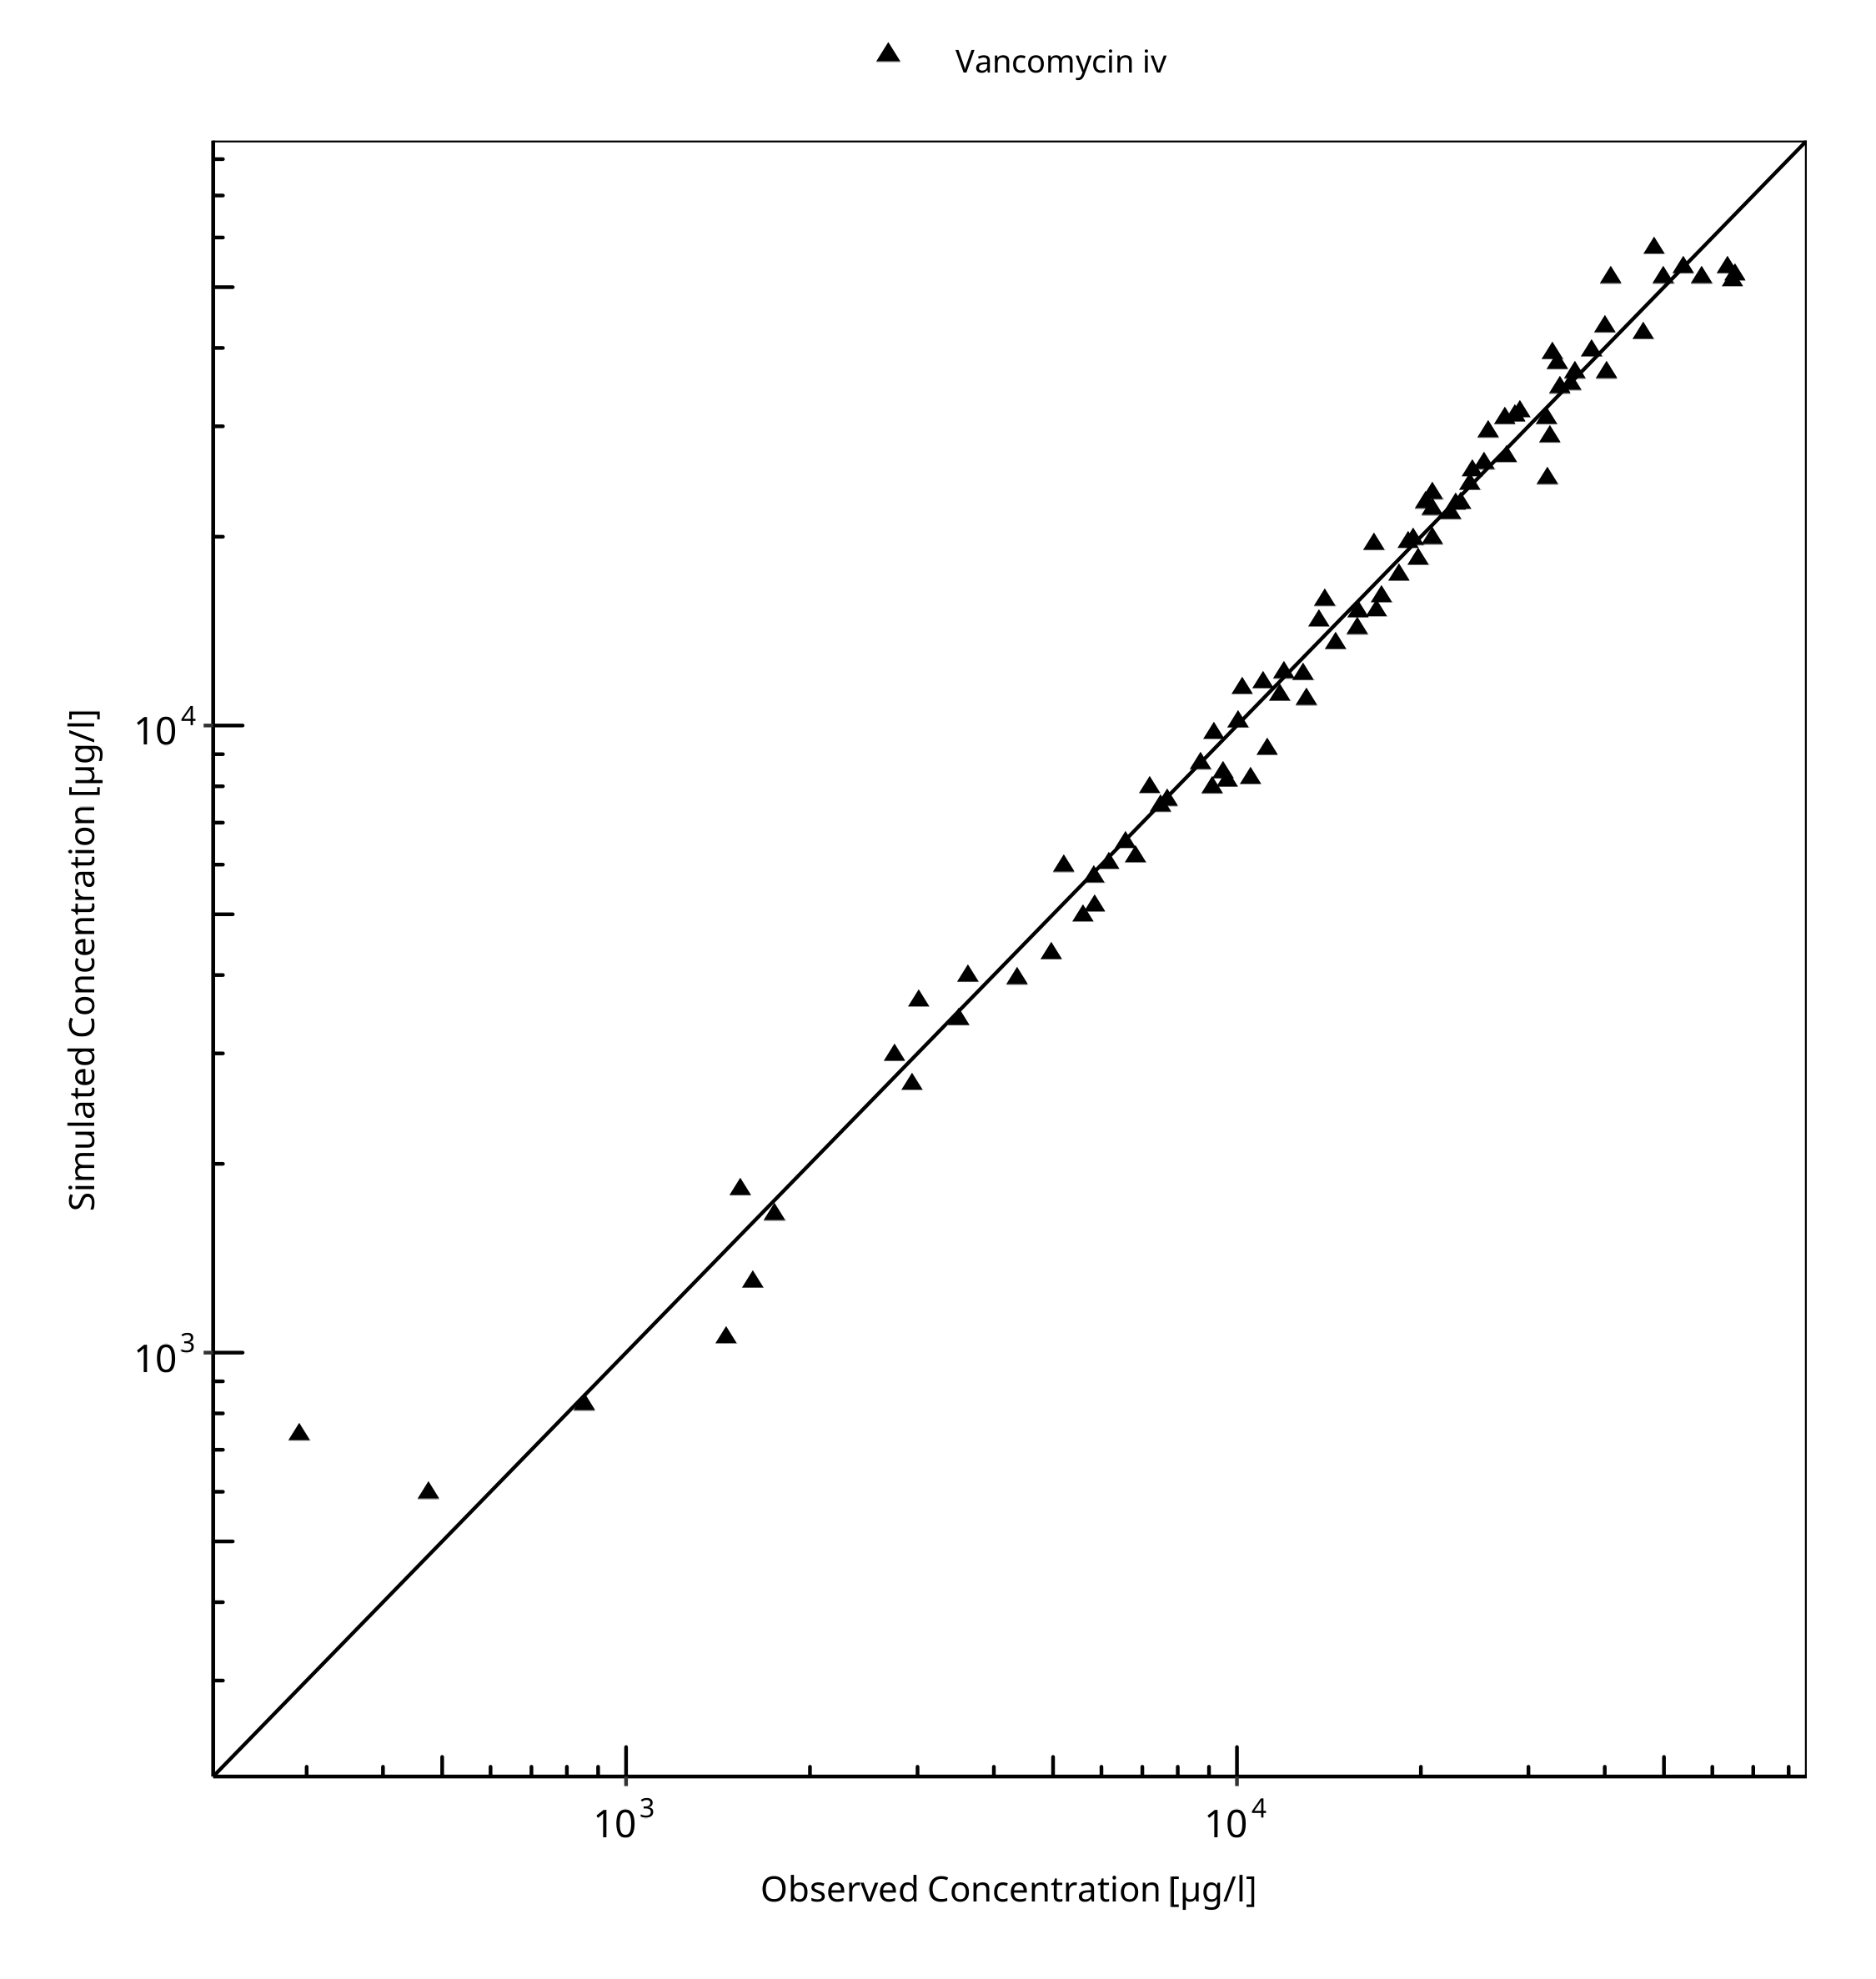 Vancomycin iv
Simulated Concentration [µg/l]
10⁴
10³
10³ 10⁴
Observed Concentration [µg/l]